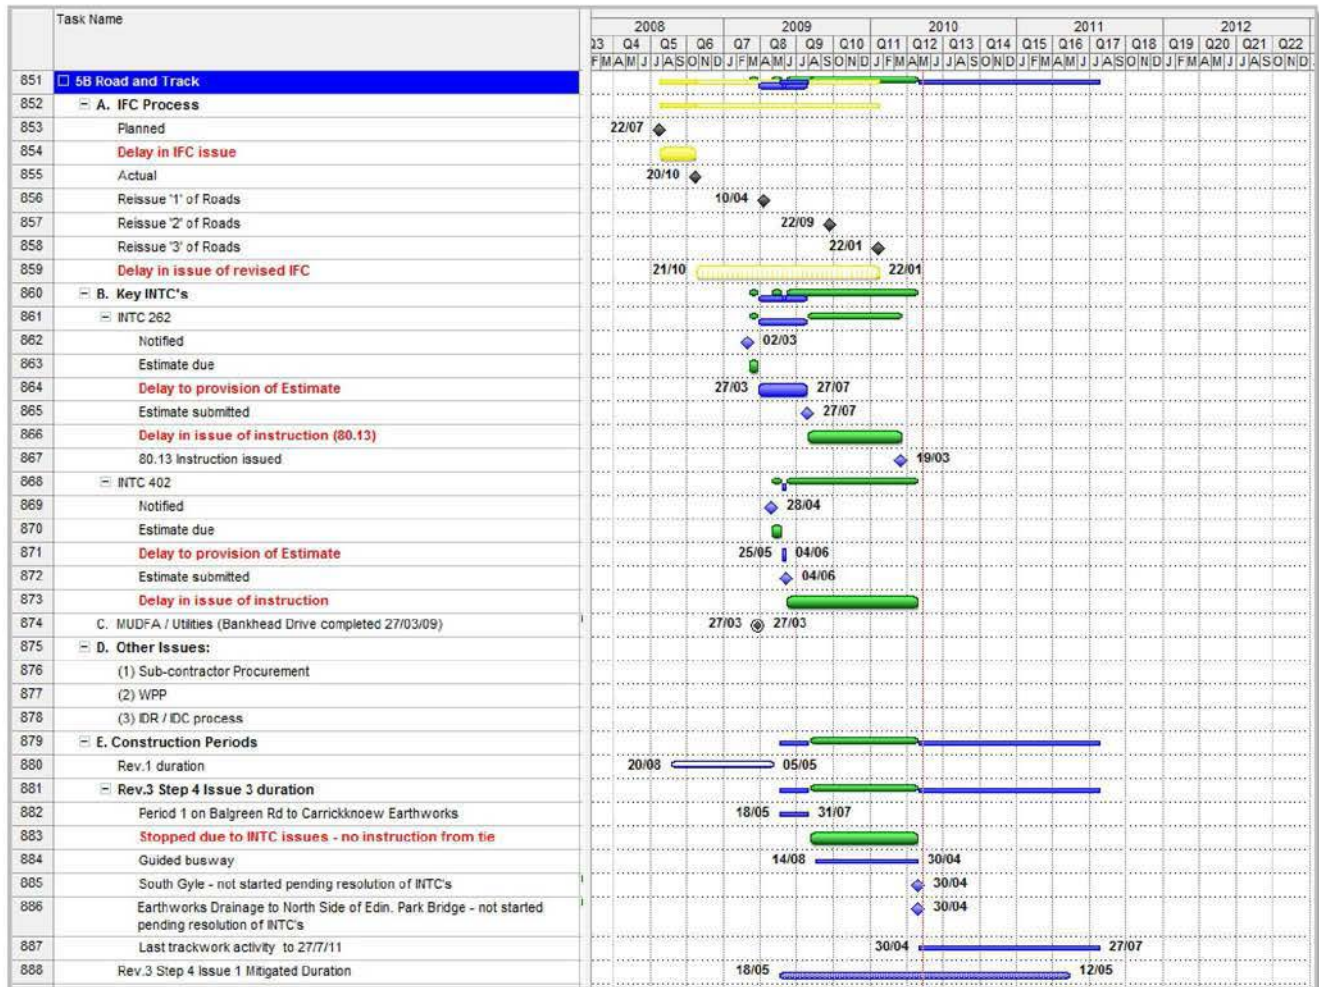 Task Name
2008 2009 2010 2011 2012
Q3 Q4 Q5 Q6 Q7 Q8 Q9 Q10 Q11 Q12 Q13 Q14 Q15 Q16 Q17 Q18 Q19 Q20 Q21 Q22
F M A M J J A S O N D J F M A M J J A S O N D J F M A M J J A S O N D J F M A M J J A S O N D J F M A M J J A S O N D
851 5B Road and Track
852 A. IFC Process
853 Planned 22/07
854 Delay in IFC issue
855 Actual 20/10
856 Reissue '1' of Roads 10/04
857 Reissue '2' of Roads 22/09
858 Reissue '3' of Roads 22/01
859 Delay in issue of revised IFC 21/10 22/01
860 B. Key INTC's
861 INTC 262
862 Notified 02/03
863 Estimate due
864 Delay to provision of Estimate 27/03 27/07
865 Estimate submitted 27/07
866 Delay in issue of instruction (80.13)
867 80.13 Instruction issued 19/03
868 INTC 402
869 Notified 28/04
870 Estimate due
871 Delay to provision of Estimate 25/05 04/06
872 Estimate submitted 04/06
873 Delay in issue of instruction
874 C. MUDFA / Utilities (Bankhead Drive completed 27/03/09) 27/03 27/03
875 D. Other Issues:
876 (1) Sub-contractor Procurement
877 (2) WPP
878 (3) IDR / IDC process
879 E. Construction Periods
880 Rev.1 duration 20/08 05/05
881 Rev.3 Step 4 Issue 3 duration
882 Period 1 on Balgreen Rd to Carrickknoew Earthworks 18/05 31/07
883 Stopped due to INTC issues - no instruction from tie
884 Guided busway 14/08 30/04
885 South Gyle - not started pending resolution of INTC's 30/04
886 Earthworks Drainage to North Side of Edin. Park Bridge - not started 30/04
pending resolution of INTC's
887 Last trackwork activity to 27/7/11 30/04 27/07
888 Rev.3 Step 4 Issue 1 Mitigated Duration 18/05 12/05